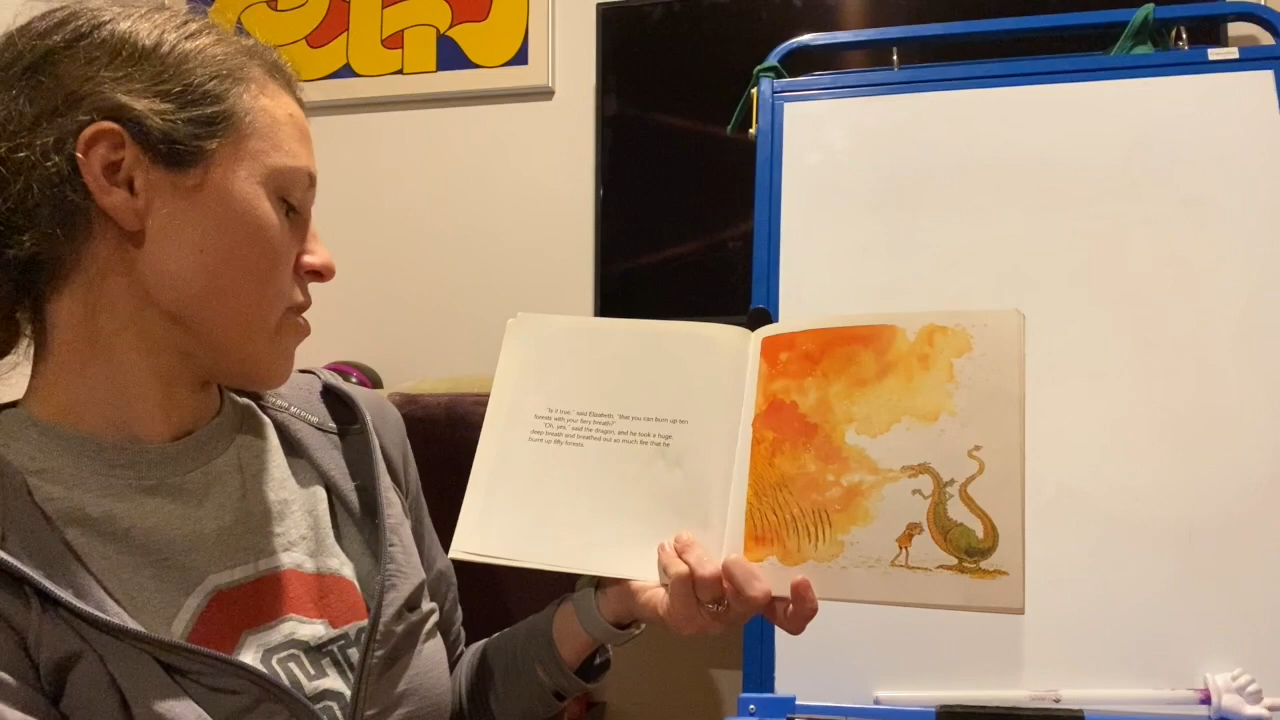 "Is it true," said Elizabeth, "that you can burn up ten
forests with your fiery breath?"
"Oh, yes," said the dragon, and he took a huge,
deep breath and breathed out so much fire that he
burnt up fifty forests.
MERINO